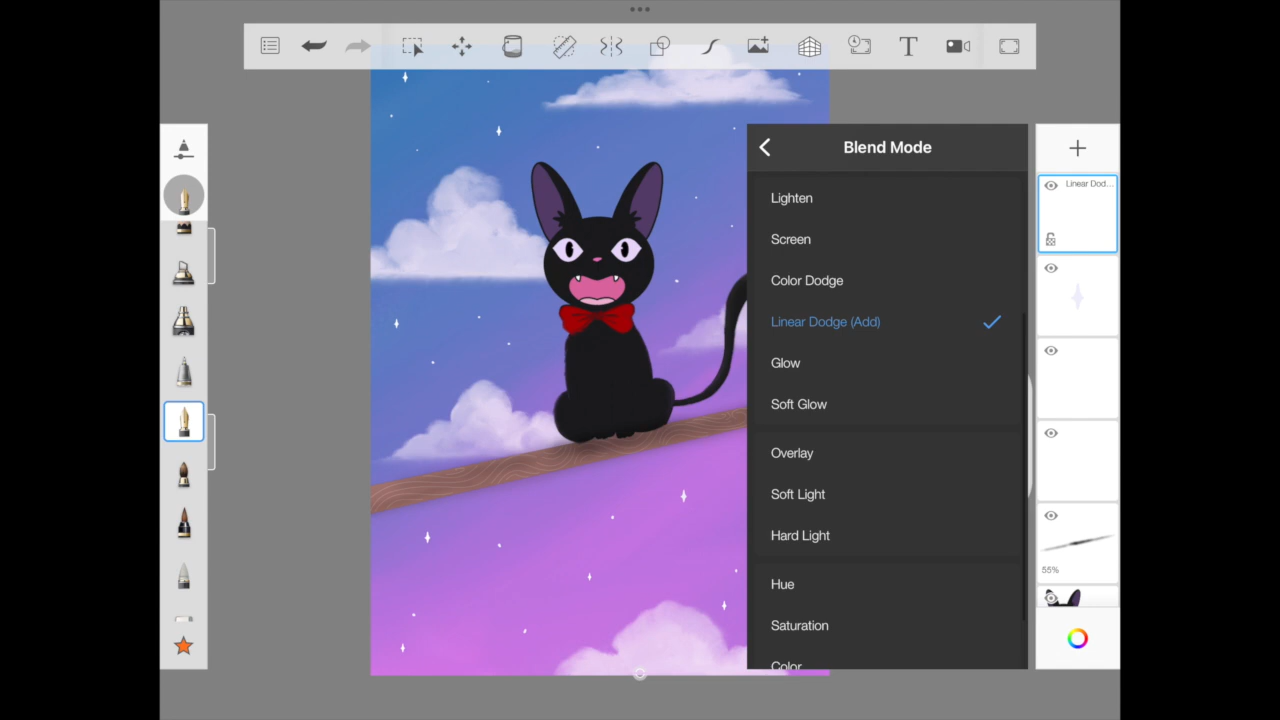 Blend Mode
Lighten
Screen
Color Dodge
Linear Dodge (Add)
Glow
Soft Glow
Overlay
Soft Light
Hard Light
Hue
Saturation
Color
Linear Dod...
55%